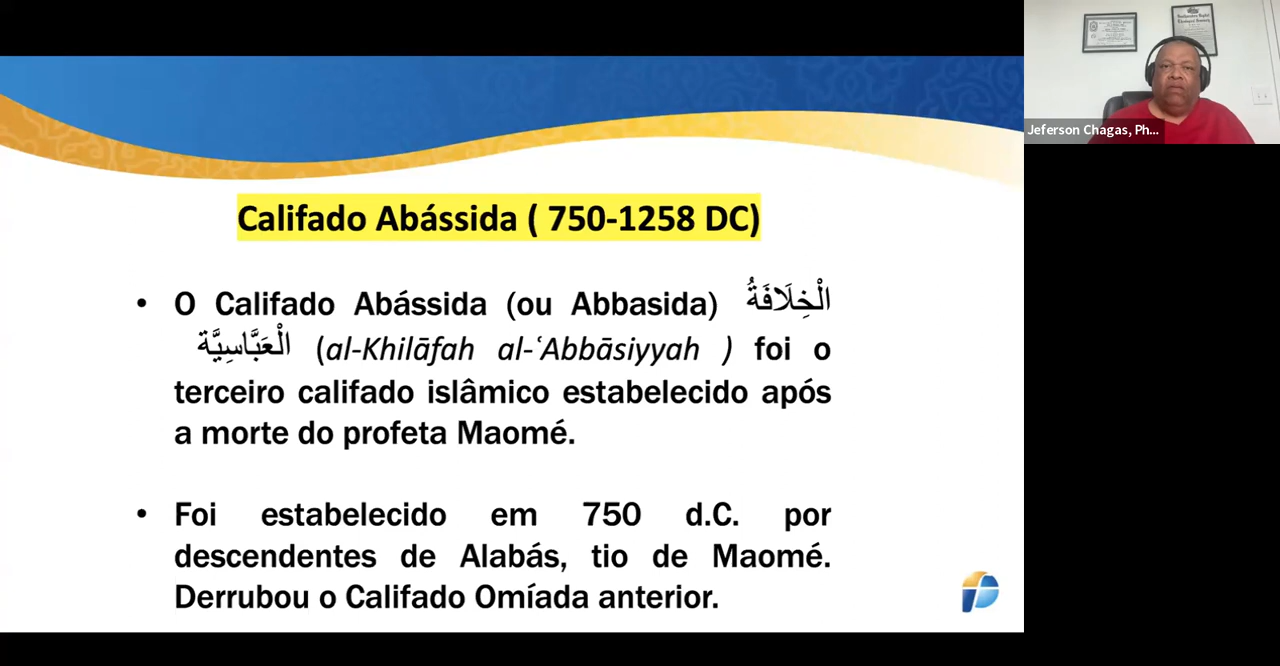 Califado Abássida ( 750-1258 DC)
• O Califado Abássida (ou Abbasida) الْخِلَافَةُ
الْعَبَّاسِيَّة (al-Khilāfah al-ʿAbbāsiyyah ) foi o
terceiro califado islâmico estabelecido após
a morte do profeta Maomé.
• Foi estabelecido em 750 d.C. por
descendentes de Alabás, tio de Maomé.
Derrubou o Califado Omíada anterior.
Jeferson Chagas, Ph...